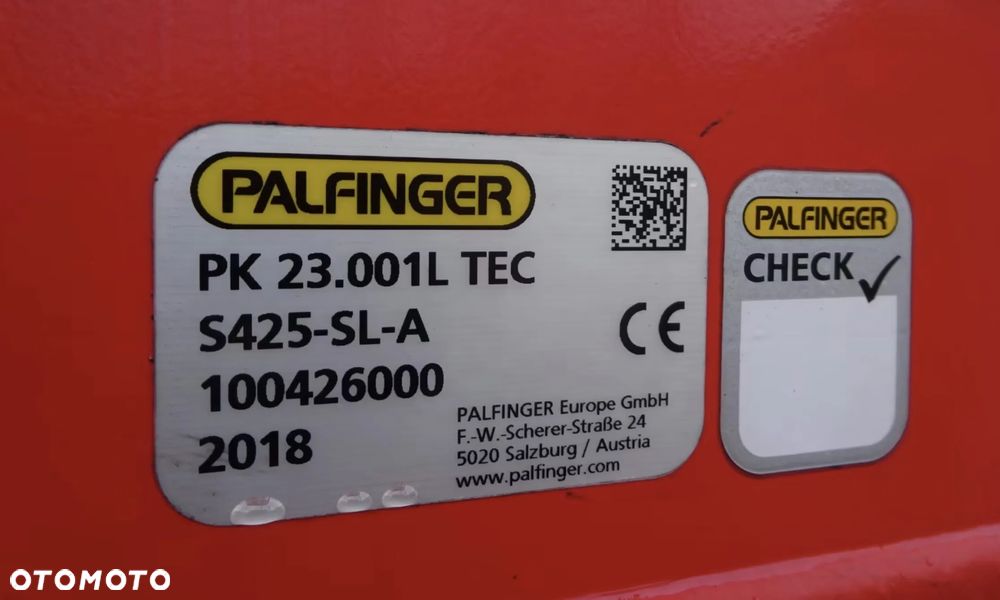 PALFINGER
PK 23.001L TEC
S425-SL-A
100426000
2018
CE
PALFINGER Europe GmbH
F.-W.-Scherer-Straße 24
5020 Salzburg / Austria
www.palfinger.com
PALFINGER
CHECK
OTOMOTO